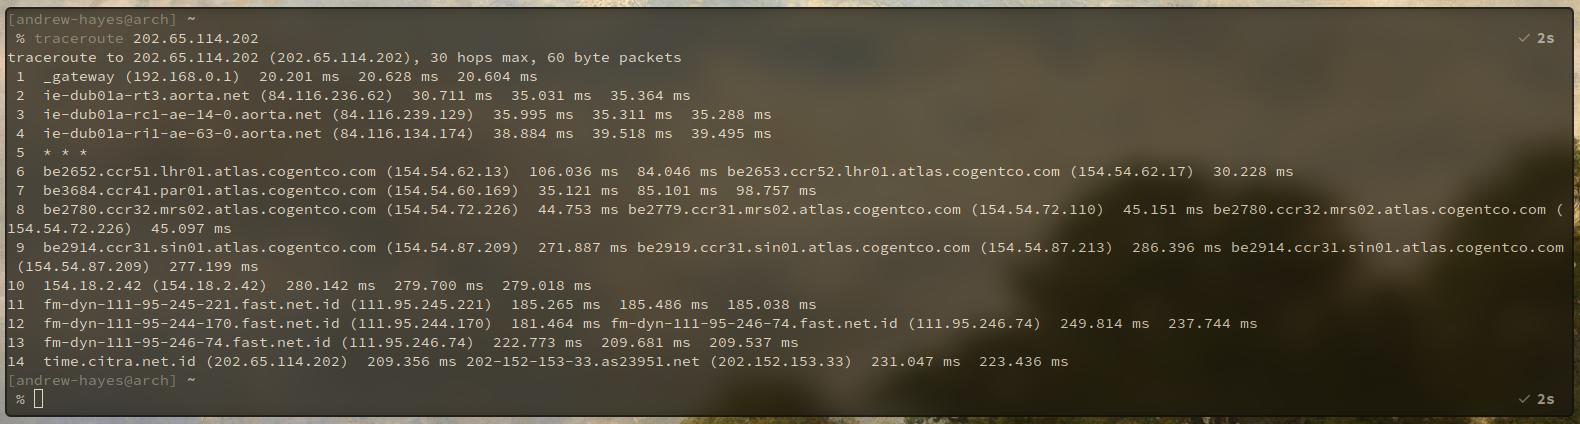 [andrew-hayes@arch] ~
% traceroute 202.65.114.202 ✓ 2s
traceroute to 202.65.114.202 (202.65.114.202), 30 hops max, 60 byte packets
1 _gateway (192.168.0.1) 20.201 ms 20.628 ms 20.604 ms
2 ie-dub01a-rt3.aorta.net (84.116.236.62) 30.711 ms 35.031 ms 35.364 ms
3 ie-dub01a-rc1-ae-14-0.aorta.net (84.116.239.129) 35.995 ms 35.311 ms 35.288 ms
4 ie-dub01a-ri1-ae-63-0.aorta.net (84.116.134.174) 38.884 ms 39.518 ms 39.495 ms
5 * * *
6 be2652.ccr51.lhr01.atlas.cogentco.com (154.54.62.13) 106.036 ms 84.046 ms be2653.ccr52.lhr01.atlas.cogentco.com (154.54.62.17) 30.228 ms
7 be3684.ccr41.par01.atlas.cogentco.com (154.54.60.169) 35.121 ms 85.101 ms 98.757 ms
8 be2780.ccr32.mrs02.atlas.cogentco.com (154.54.72.226) 44.753 ms be2779.ccr31.mrs02.atlas.cogentco.com (154.54.72.110) 45.151 ms be2780.ccr32.mrs02.atlas.cogentco.com (
154.54.72.226) 45.097 ms
9 be2914.ccr31.sin01.atlas.cogentco.com (154.54.87.209) 271.887 ms be2919.ccr31.sin01.atlas.cogentco.com (154.54.87.213) 286.396 ms be2914.ccr31.sin01.atlas.cogentco.com
(154.54.87.209) 277.199 ms
10 154.18.2.42 (154.18.2.42) 280.142 ms 279.700 ms 279.018 ms
11 fm-dyn-111-95-245-221.fast.net.id (111.95.245.221) 185.265 ms 185.486 ms 185.038 ms
12 fm-dyn-111-95-244-170.fast.net.id (111.95.244.170) 181.464 ms fm-dyn-111-95-246-74.fast.net.id (111.95.246.74) 249.814 ms 237.744 ms
13 fm-dyn-111-95-246-74.fast.net.id (111.95.246.74) 222.773 ms 209.681 ms 209.537 ms
14 time.citra.net.id (202.65.114.202) 209.356 ms 202-152-153-33.as23951.net (202.152.153.33) 231.047 ms 223.436 ms
[andrew-hayes@arch] ~
% ✓ 2s